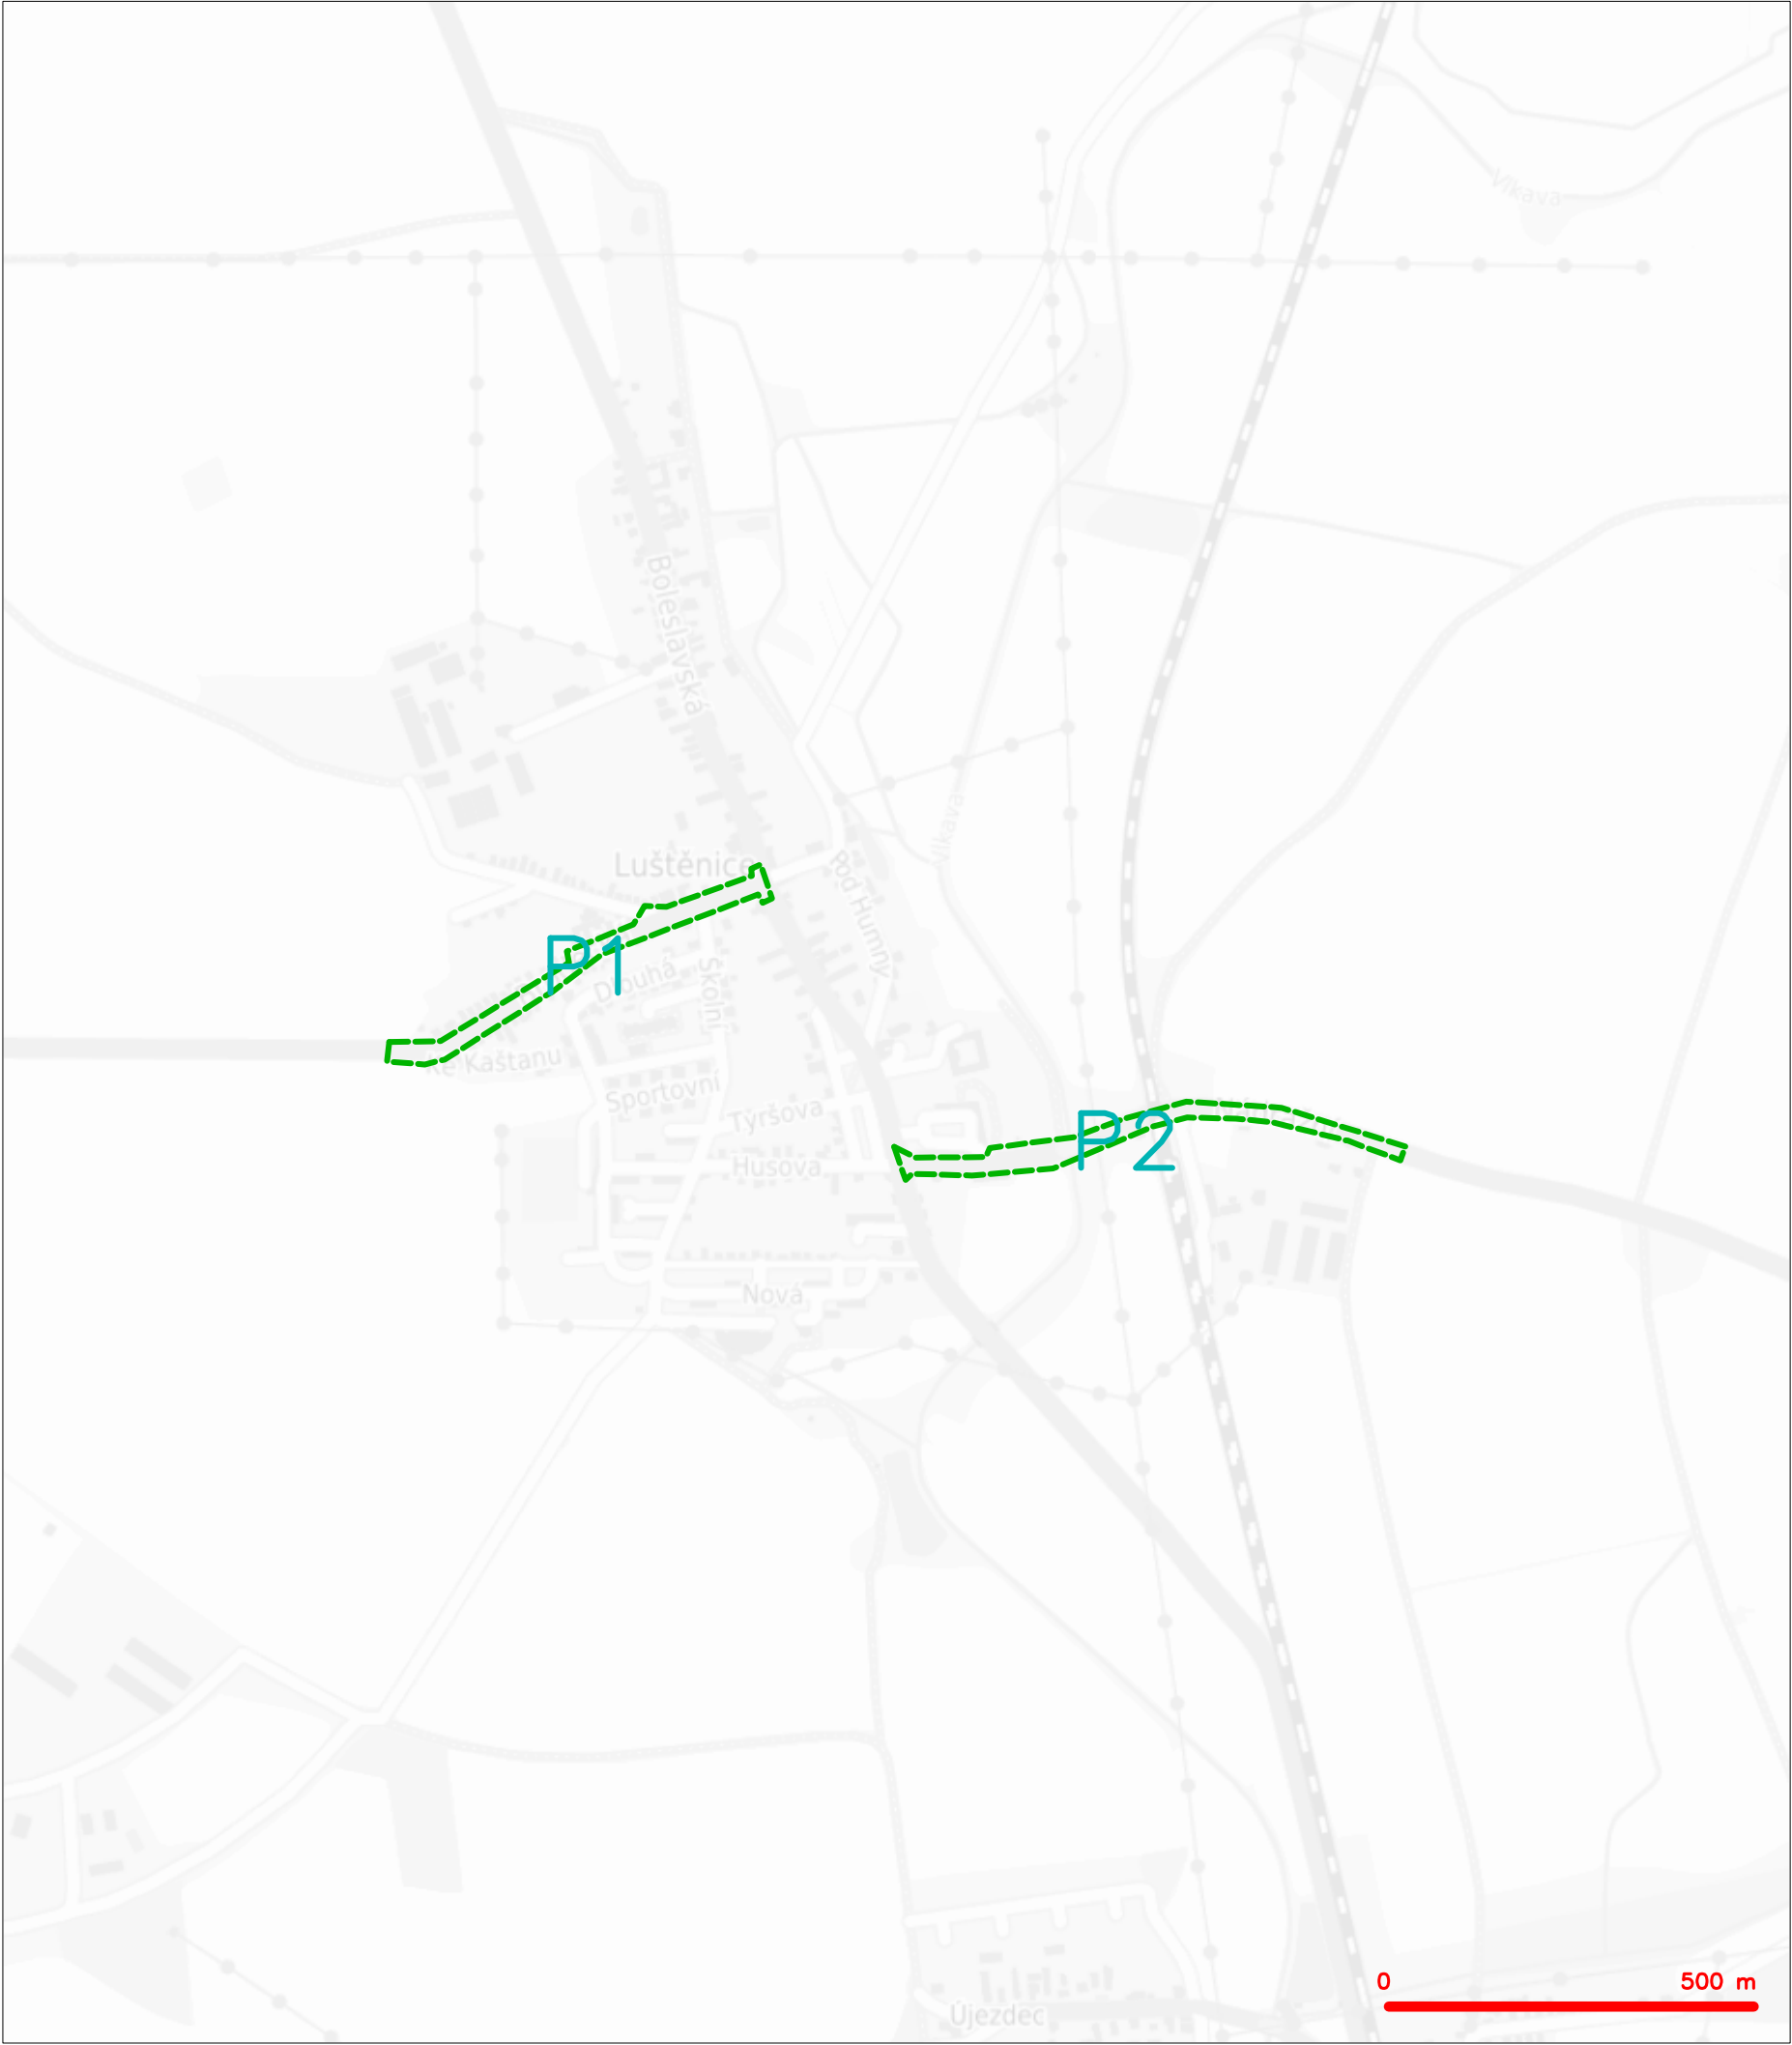 Vlkava
Boleslavská
Vlkava
Luštěnice
Pod Humny
P1
Dlouhá
Školní
Ke Kaštanu
Sportovní
Tyršova
P2
Husova
Nová
0 500 m
Újezdec